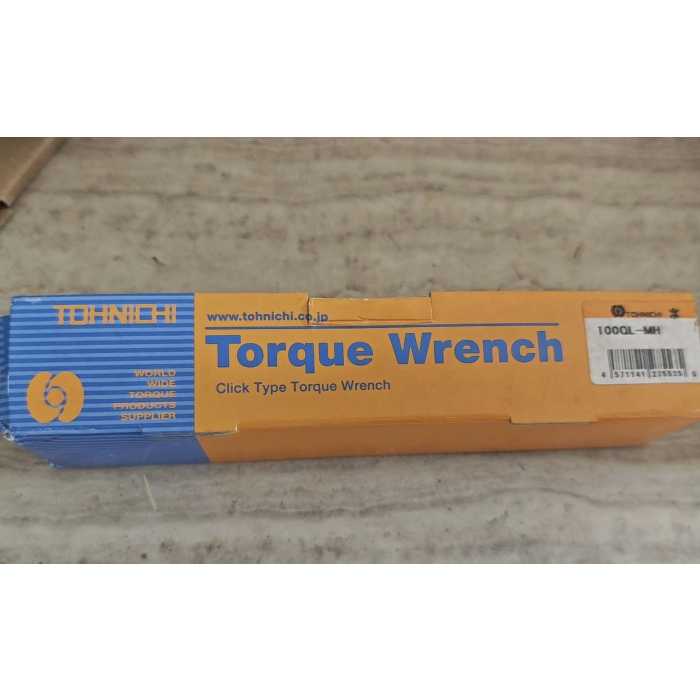 TOHNICHI
WORLD
WIDE
TORQUE
PRODUCTS
SUPPLIER
www.tohnichi.co.jp
Torque Wrench
Click Type Torque Wrench
TOHNICHI
100QL-MH